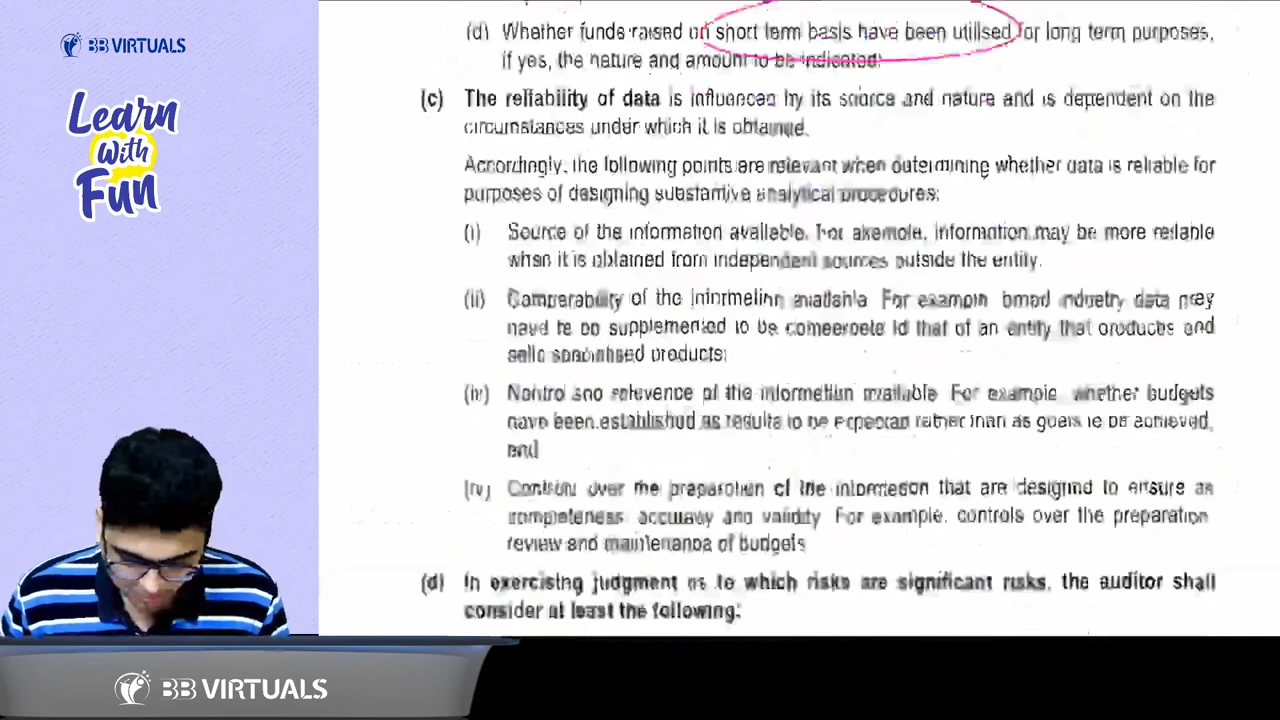 BB VIRTUALS
Learn
with
Fun
(d) Whether funds raised on short term basis have been utilised for long term purposes,
if yes, the nature and amount to be indicated;
(c) The reliability of data is influenced by its source and nature and is dependent on the
circumstances under which it is obtained.
Accordingly, the following points are relevant when determining whether data is reliable for
purposes of designing substantive analytical procedures:
(i) Source of the information available. For example, information may be more reliable
when it is obtained from independent sources outside the entity.
(ii) Comparability of the information available For example broad industry data may
need to be supplemented to be comparable to that of an entity that produces and
sells specialised products;
and relevance of the information available For example, whether budgets
have been established as results to be expected rather than as goals to be achieved,
and
(iv) Controls over the preparation of the information that are designed to ensure
completeness accuracy and validity For example, controls over the preparation
review and maintenance of budgets
(d) In exercising judgment as to which risks are significant risks, the auditor shall
consider at least the following:
BB VIRTUALS